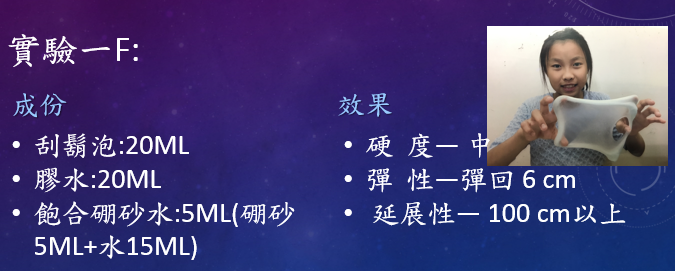 實驗一F:
成份
• 刮鬍泡:20ML
• 膠水:20ML
• 飽合硼砂水:5ML(硼砂
5ML+水15ML)
效果
• 硬 度— 中
• 彈 性—彈回 6 cm
• 延展性— 100 cm以上